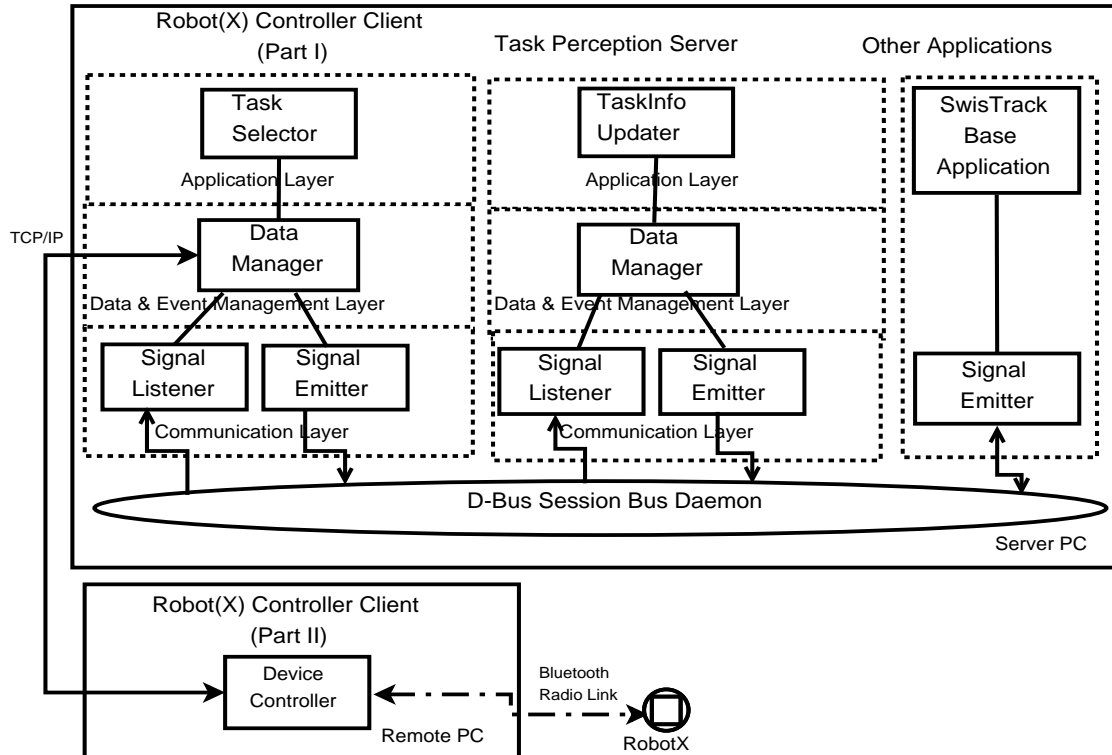 Robot(X) Controller Client
(Part I)
Task Perception Server
Other Applications
Task
Selector
Application Layer
TaskInfo
Updater
Application Layer
SwisTrack
Base
Application
TCP/IP
Data
Manager
Data & Event Management Layer
Data
Manager
Data & Event Management Layer
Signal
Listener
Signal
Emitter
Communication Layer
Signal
Listener
Signal
Emitter
Communication Layer
Signal
Emitter
D-Bus Session Bus Daemon
Server PC
Robot(X) Controller Client
(Part II)
Device
Controller
Remote PC
Bluetooth
Radio Link
RobotX